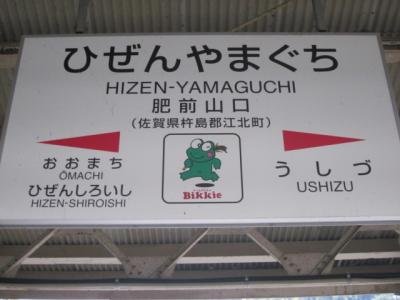 ひぜんやまぐち
HIZEN-YAMAGUCHI
肥前山口
(佐賀県杵島郡江北町)
おおまち
ŌMACHI
ひぜんしろいし
HIZEN-SHIROISHI
Bikkie
うしづ
USHIZU